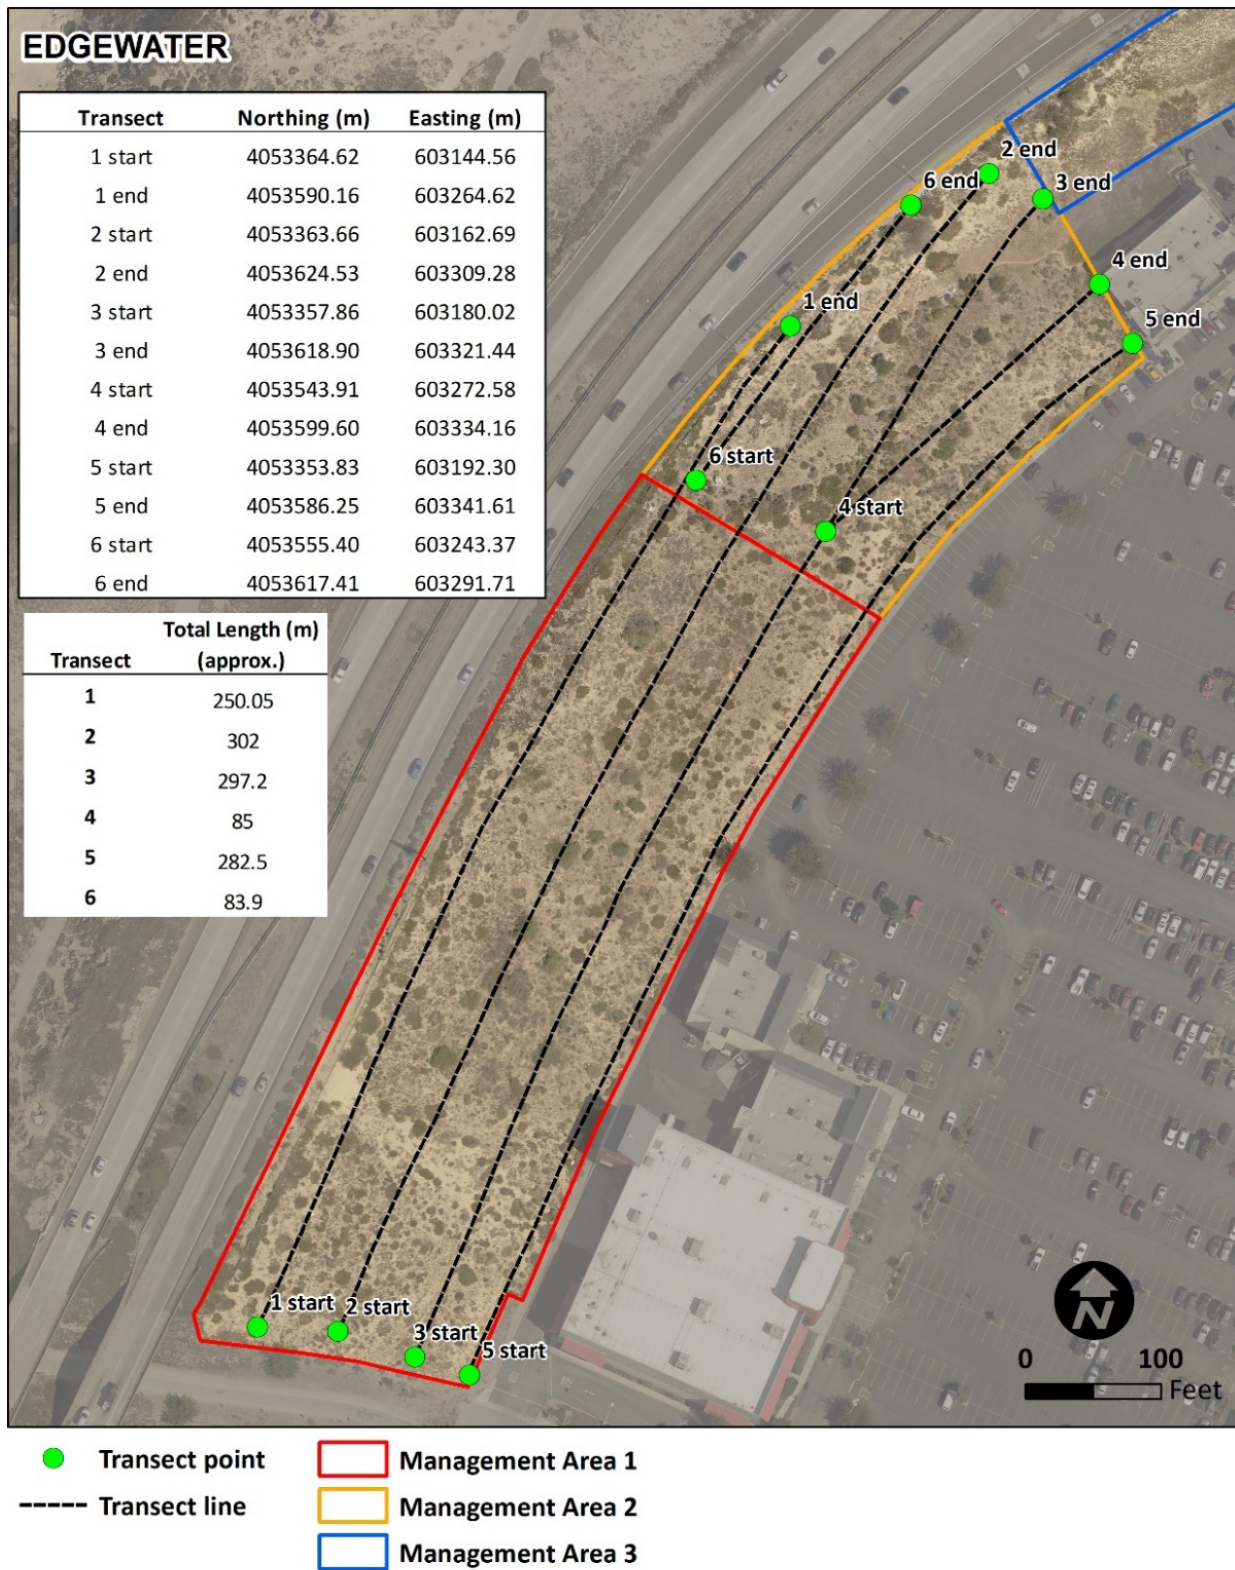 EDGEWATER
Transect Northing (m) Easting (m)
1 start 4053364.62 603144.56
1 end 4053590.16 603264.62
2 start 4053363.66 603162.69
2 end 4053624.53 603309.28
3 start 4053357.86 603180.02
3 end 4053618.90 603321.44
4 start 4053543.91 603272.58
4 end 4053599.60 603334.16
5 start 4053353.83 603192.30
5 end 4053586.25 603341.61
6 start 4053555.40 603243.37
6 end 4053617.41 603291.71
Total Length (m)
Transect (approx.)
1 250.05
2 302
3 297.2
4 85
5 282.5
6 83.9
2 end
6 end
3 end
4 end
1 end
5 end
6 start
4 start
1 start
2 start
3 start
5 start
N
0 100
Feet
Transect point
Transect line
Management Area 1
Management Area 2
Management Area 3